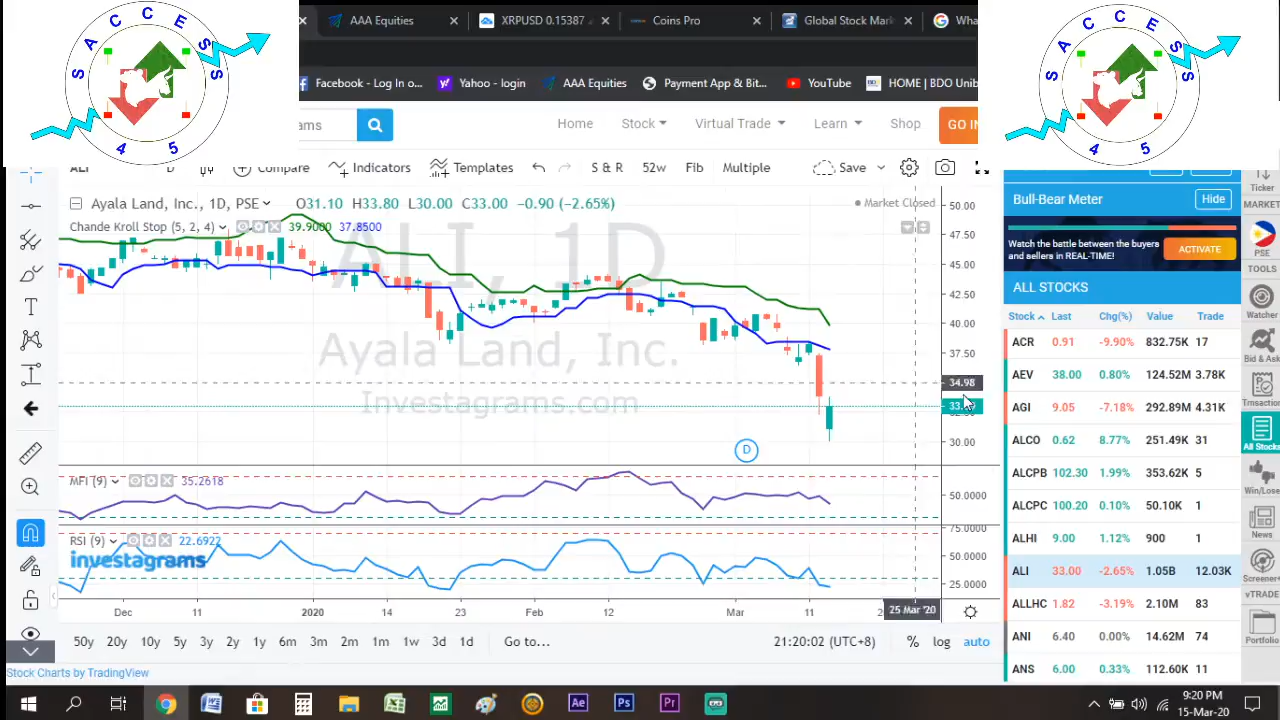 SACCESS 45
SACCESS 45
AAA Equities
XRPUSD 0.15387
Coins Pro
Global Stock Mark
Wha
Facebook - Log In o...
Yahoo - login
AAA Equities
Payment App & Bit...
YouTube
HOME | BDO Unib
ams
Home
Stock
Virtual Trade
Learn
Shop
GO IN
ALI
D
Compare
Indicators
Templates
S & R
52w
Fib
Multiple
Save
Ayala Land, Inc., 1D, PSE
O31.10 H33.80 L30.00 C33.00 −0.90 (−2.65%)
Market Closed
Chande Kroll Stop (5, 2, 4)
39.9000 37.8500
ALI, 1D
Ayala Land, Inc.
Investagrams.com
50.00
47.50
45.00
42.50
40.00
37.50
34.98
30.00
D
MFI (9)
35.2618
50.0000
RSI (9)
22.6922
investagrams
75.0000
50.0000
25.0000
Dec
11
2020
14
23
Feb
12
Mar
11
25 Mar '20
50y 20y 10y 5y 3y 2y 1y 6m 3m 2m 1m 1w 3d 1d
Go to...
21:20:02 (UTC+8)
%
log
auto
Stock Charts by TradingView
Bull-Bear Meter
Hide
Watch the battle between the buyers
and sellers in REAL-TIME!
ACTIVATE
ALL STOCKS
Stock Last Chg(%) Value Trade
ACR 0.91 -9.90% 832.75K 17
AEV 38.00 0.80% 124.52M 3.78K
AGI 9.05 -7.18% 292.89M 4.31K
ALCO 0.62 8.77% 251.49K 31
ALCPB 102.30 1.99% 353.62K 5
ALCPC 100.20 0.10% 50.10K 1
ALHI 9.00 1.12% 900 1
ALI 33.00 -2.65% 1.05B 12.03K
ALLHC 1.82 -3.19% 2.10M 83
ANI 6.40 0.00% 14.62M 74
ANS 6.00 0.33% 112.60K 11
Ticker
MARKET
PSE
TOOLS
Watcher
Bid & Ask
All Stocks
Win/Lose
News
Screener
vTRADE
Portfolio
9:20 PM
15-Mar-20